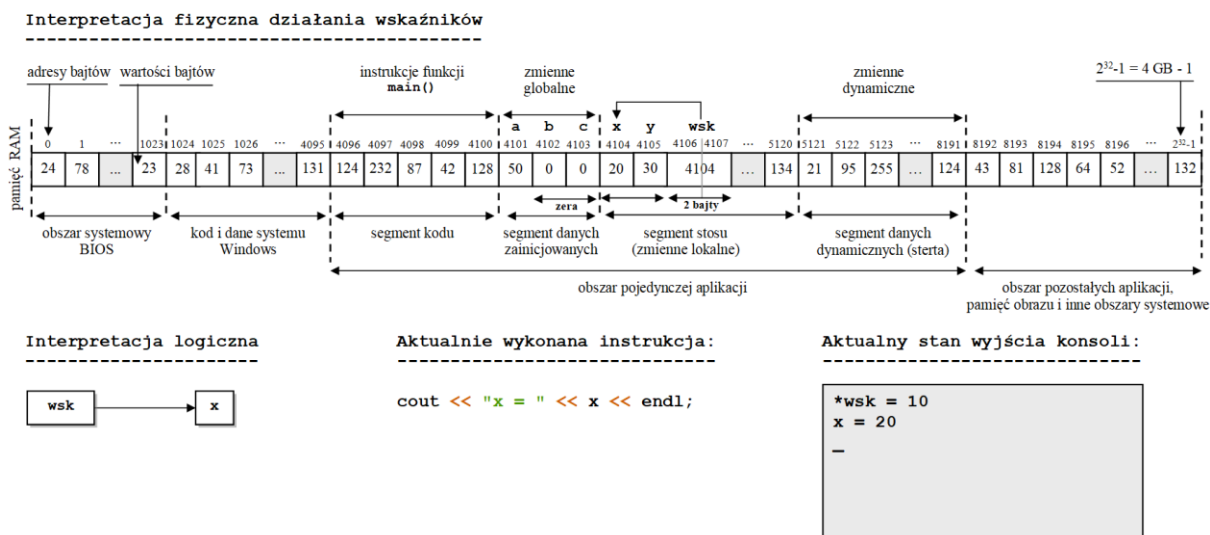 Interpretacja fizyczna działania wskaźników
-------------------------------------------
adresy bajtów wartości bajtów instrukcje funkcji zmienne zmienne 2³²-1 = 4 GB - 1
main() globalne dynamiczne
a b c x y wsk
0 1 ... 1023 1024 1025 1026 ... 4095 4096 4097 4098 4099 4100 4101 4102 4103 4104 4105 4106 4107 ... 5120 5121 5122 5123 ... 8191 8192 8193 8194 8195 8196 ... 2³²-1
pamięć RAM
24 78 ... 23 28 41 73 ... 131 124 232 87 42 128 50 0 0 20 30 4104 ... 134 21 95 255 ... 124 43 81 128 64 52 ... 132
zera 2 bajty
obszar systemowy kod i dane systemu segment kodu segment danych segment stosu segment danych
BIOS Windows zainicjowanych (zmienne lokalne) dynamicznych (sterta)
obszar pojedynczej aplikacji obszar pozostałych aplikacji,
pamięć obrazu i inne obszary systemowe
Interpretacja logiczna Aktualnie wykonana instrukcja: Aktualny stan wyjścia konsoli:
---------------------- ------------------------------ ------------------------------
wsk x cout << "x = " << x << endl; *wsk = 10
x = 20
_